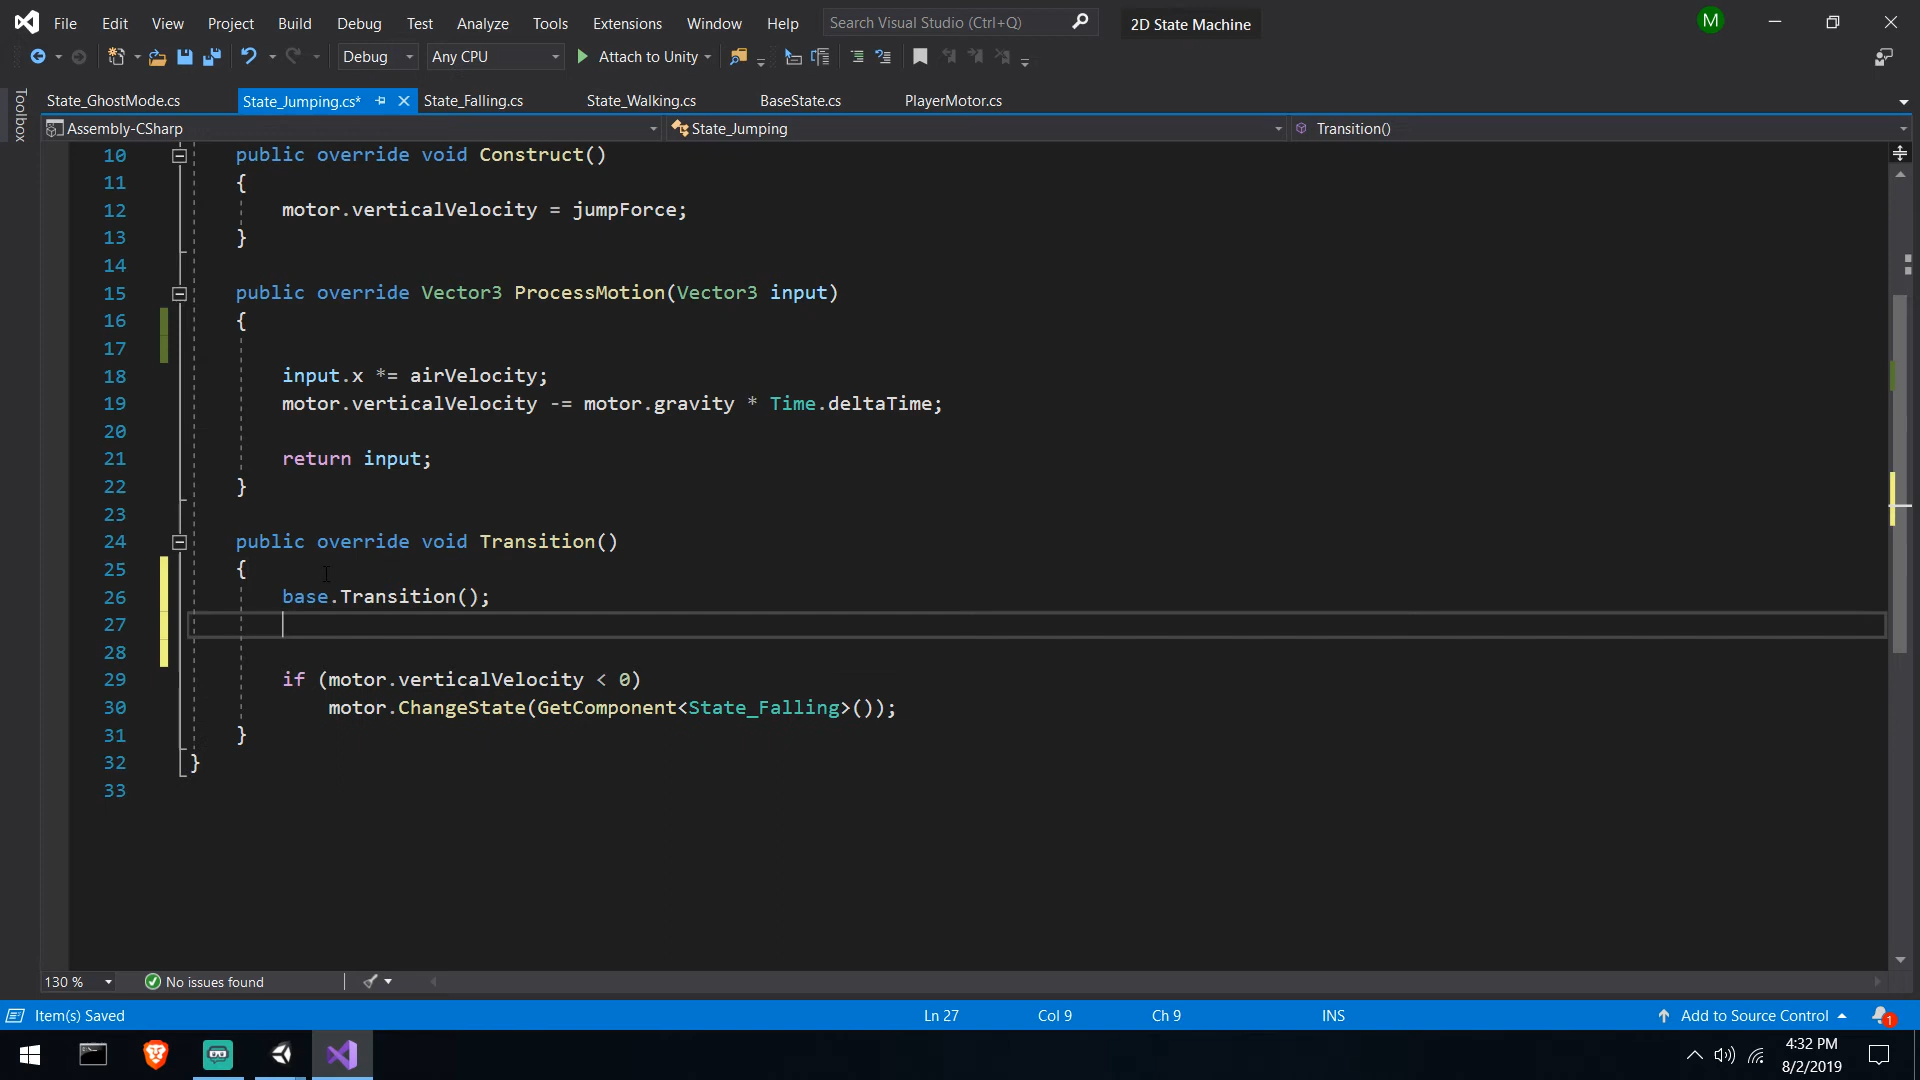 File Edit View Project Build Debug Test Analyze Tools Extensions Window Help Search Visual Studio (Ctrl+Q) 2D State Machine M
Debug Any CPU Attach to Unity
Toolbox
State_GhostMode.cs State_Jumping.cs* State_Falling.cs State_Walking.cs BaseState.cs PlayerMotor.cs
Assembly-CSharp State_Jumping Transition()
10 public override void Construct()
11 {
12 motor.verticalVelocity = jumpForce;
13 }
14
15 public override Vector3 ProcessMotion(Vector3 input)
16 {
17
18 input.x *= airVelocity;
19 motor.verticalVelocity -= motor.gravity * Time.deltaTime;
20
21 return input;
22 }
23
24 public override void Transition()
25 {
26 base.Transition();
27
28
29 if (motor.verticalVelocity < 0)
30 motor.ChangeState(GetComponent<State_Falling>());
31 }
32 }
33
130 % No issues found
Item(s) Saved Ln 27 Col 9 Ch 9 INS Add to Source Control 1
4:32 PM
8/2/2019